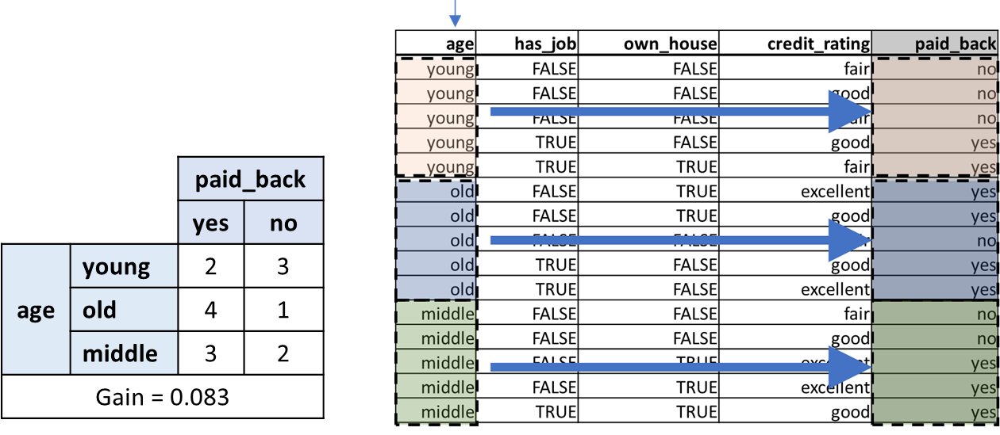 paid_back
yes no
age
young 2 3
old 4 1
middle 3 2
Gain = 0.083
age has_job own_house credit_rating paid_back
young FALSE FALSE fair no
young FALSE FALSE good no
young FALSE FALSE fair no
young TRUE FALSE good yes
young TRUE TRUE fair yes
old FALSE TRUE excellent yes
old FALSE TRUE good yes
old FALSE FALSE no
old TRUE FALSE good yes
old TRUE FALSE excellent yes
middle FALSE FALSE fair no
middle FALSE FALSE good no
middle FALSE TRUE excellent yes
middle FALSE TRUE excellent yes
middle TRUE TRUE good yes